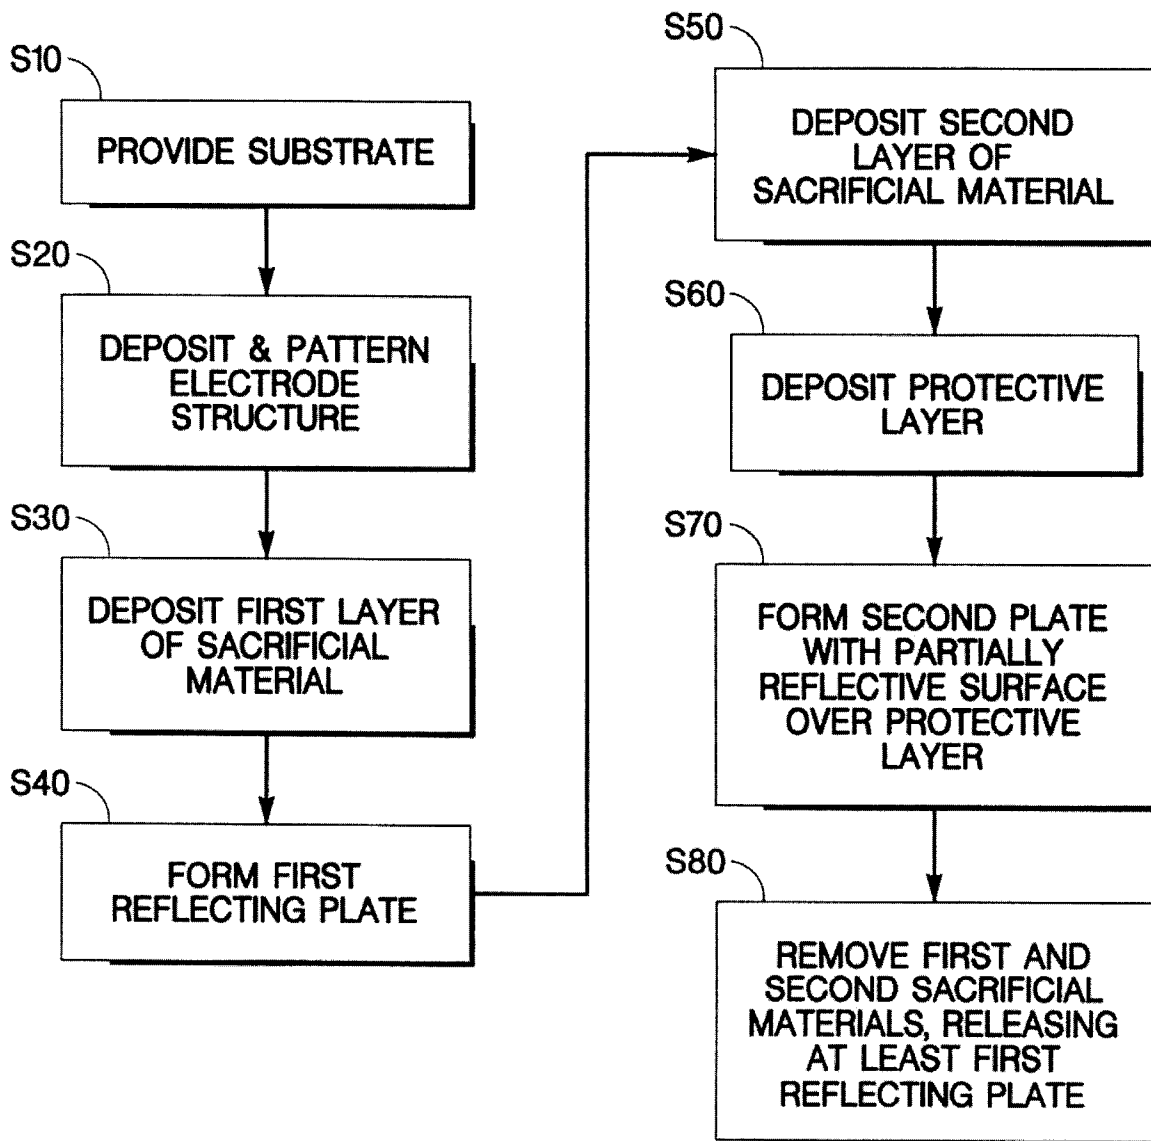 S10
PROVIDE SUBSTRATE
S20
DEPOSIT & PATTERN
ELECTRODE
STRUCTURE
S30
DEPOSIT FIRST LAYER
OF SACRIFICIAL
MATERIAL
S40
FORM FIRST
REFLECTING PLATE
S50
DEPOSIT SECOND
LAYER OF
SACRIFICIAL MATERIAL
S60
DEPOSIT PROTECTIVE
LAYER
S70
FORM SECOND PLATE
WITH PARTIALLY
REFLECTIVE SURFACE
OVER PROTECTIVE
LAYER
S80
REMOVE FIRST AND
SECOND SACRIFICIAL
MATERIALS, RELEASING
AT LEAST FIRST
REFLECTING PLATE